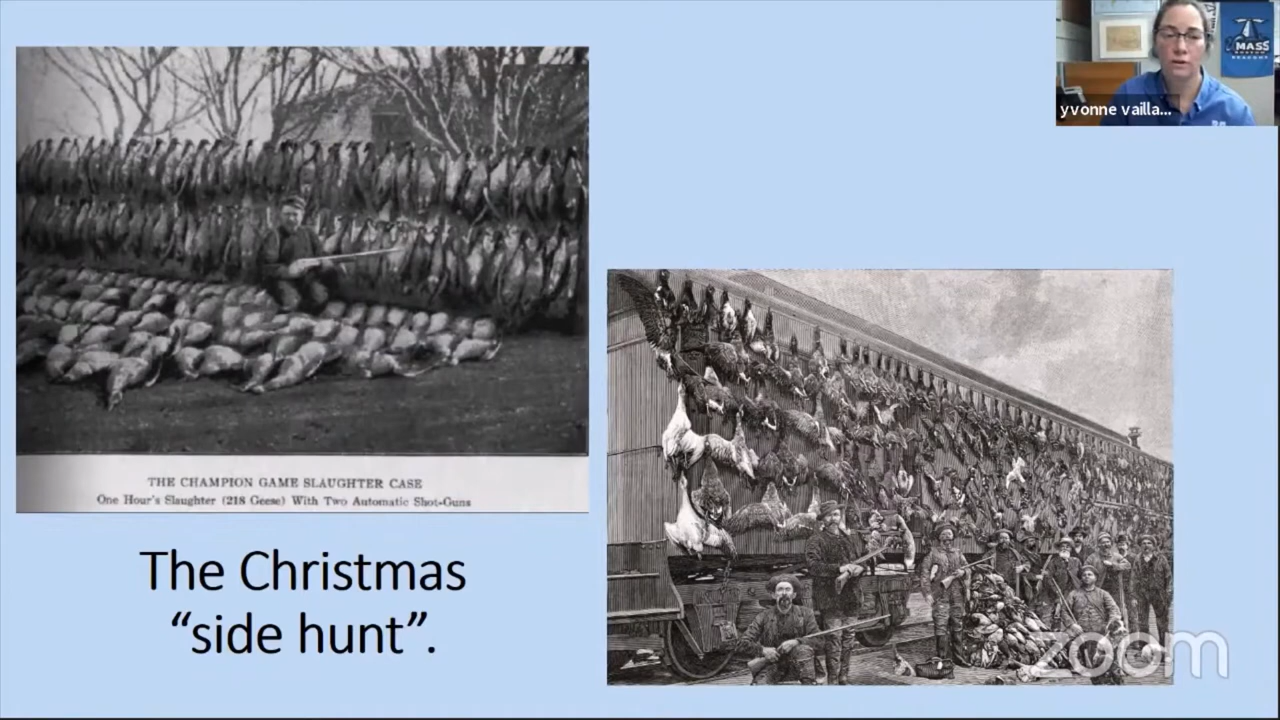 MASS
yvonne vailla...
THE CHAMPION GAME SLAUGHTER CASE
One Hour's Slaughter (218 Geese) With Two Automatic Shot-Guns
The Christmas
“side hunt”.
zoom